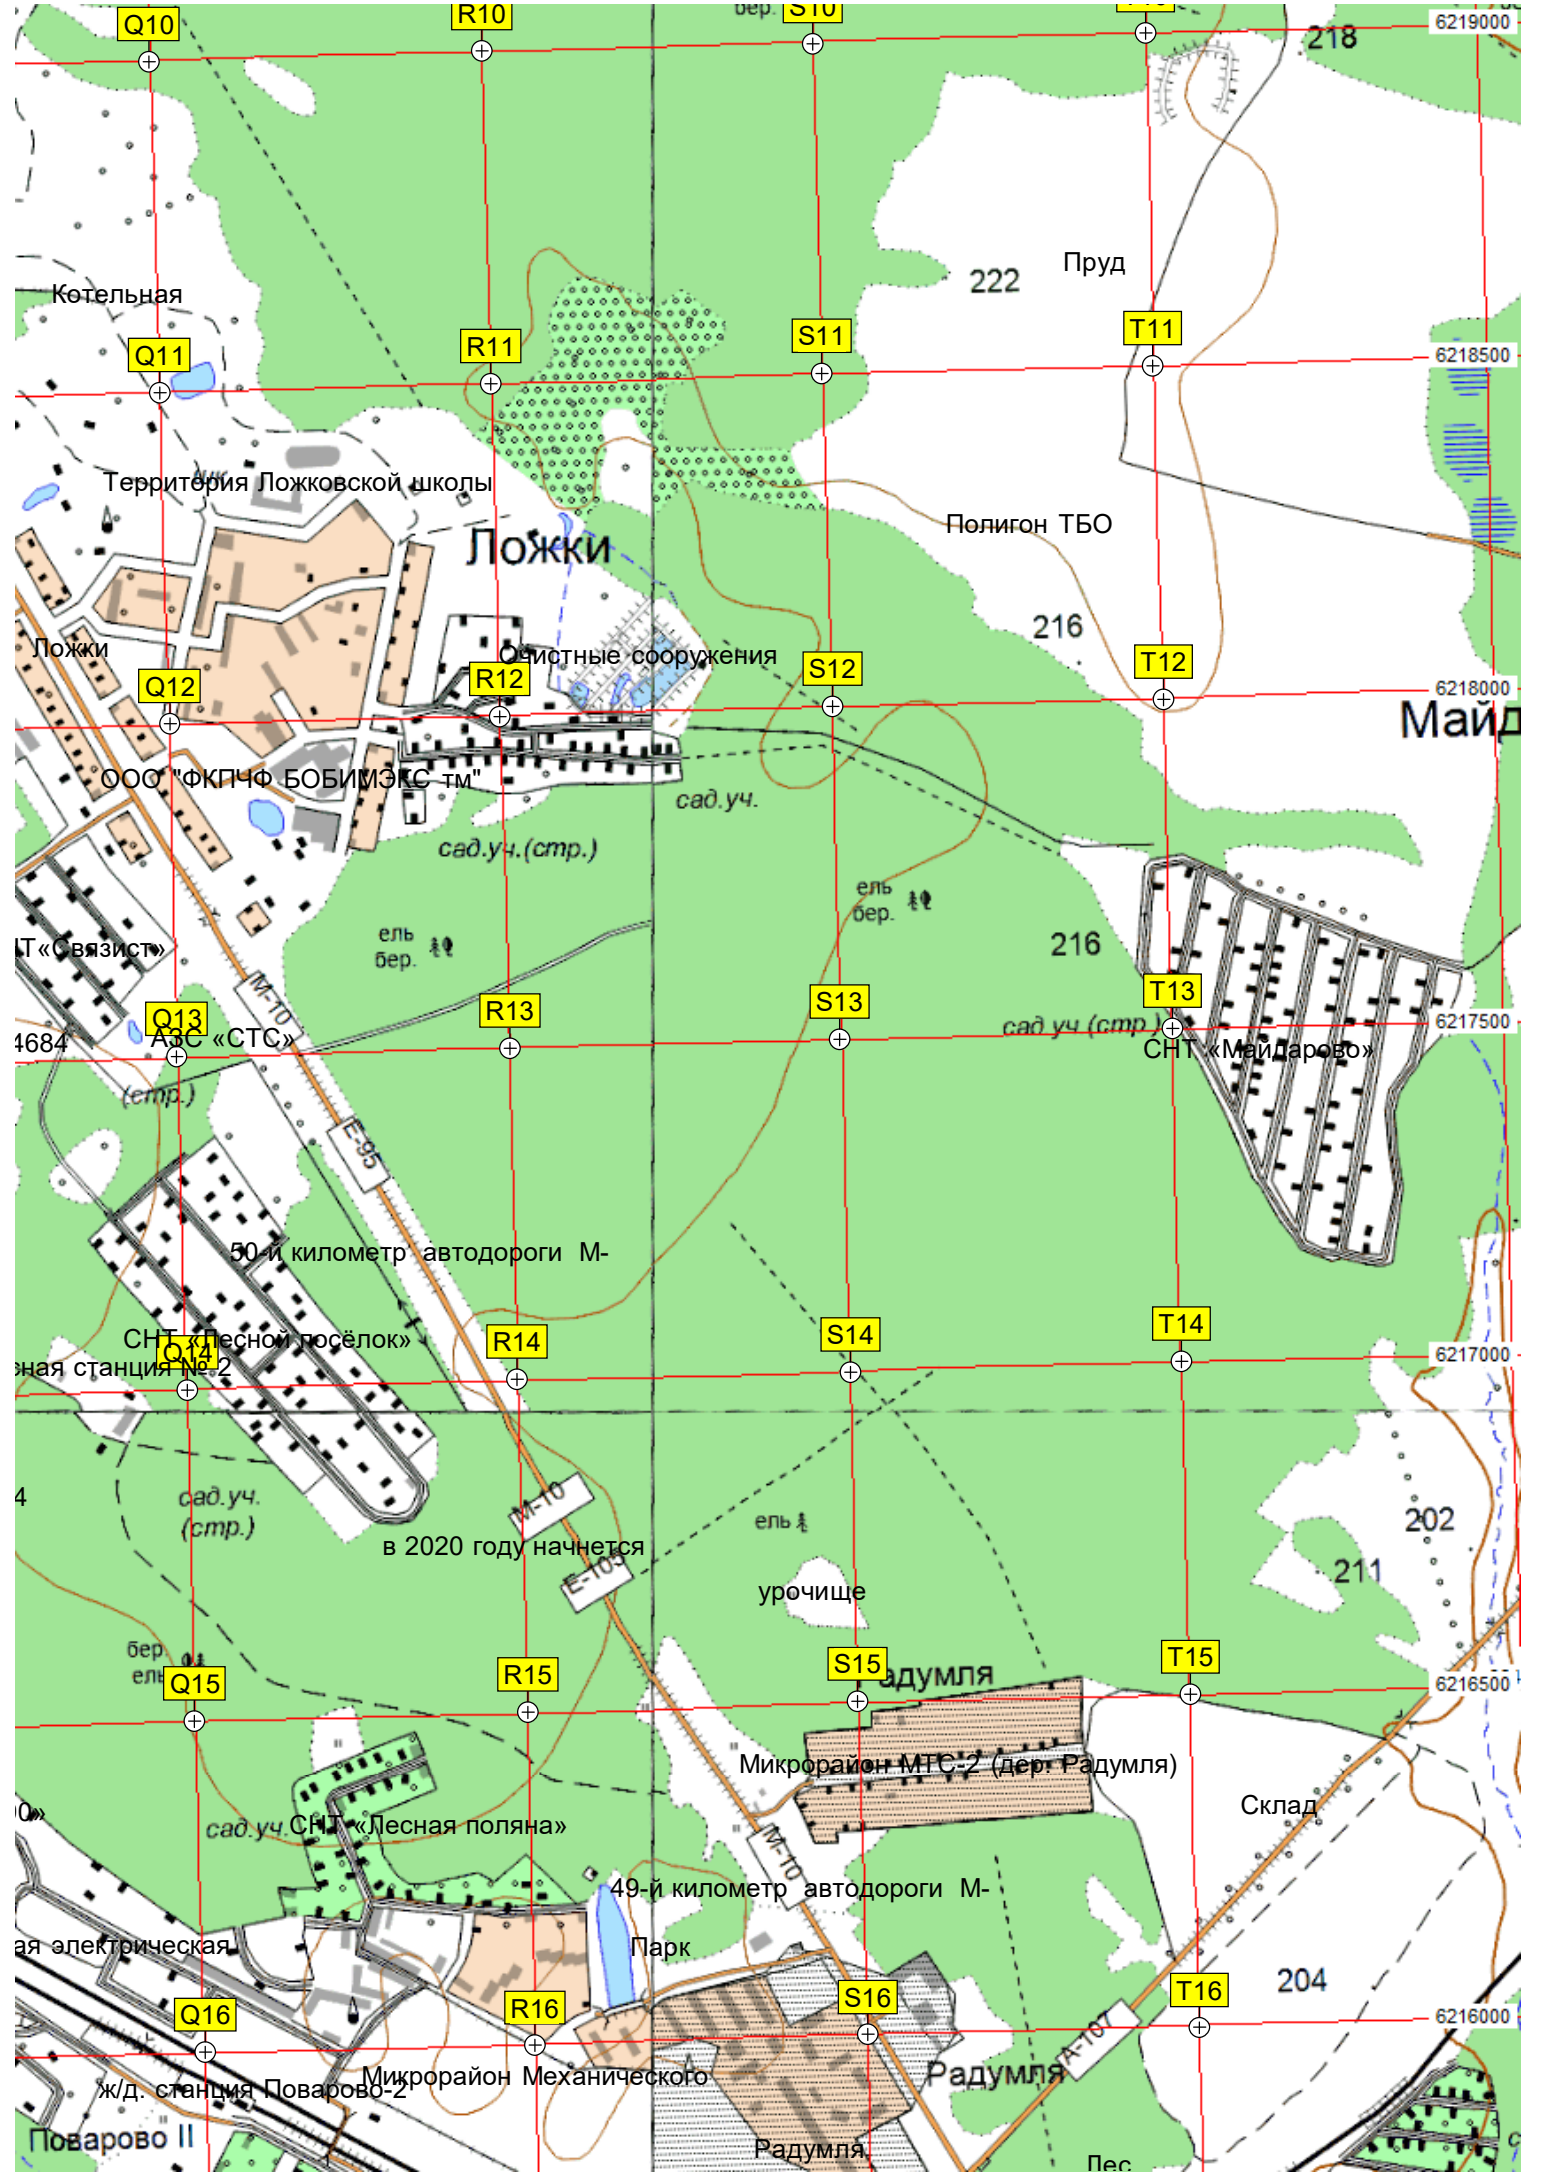 Q10
R10
бер.
S10
6219000
218
Котельная
222
Пруд
Q11
R11
S11
T11
6218500
Территория Ложковской школы
Ложки
Полигон ТБО
216
Ложки
Очистные сооружения
Q12
R12
S12
T12
6218000
Майд
ООО "ФКПЧФ БОБИМЭКС тм"
сад.уч.
сад.уч.(стр.)
ель
бер.
ель
бер.
216
Т«Связист»
М-10
Q13
R13
S13
T13
6217500
4684
АЗС «СТС»
сад уч (стр.)
СНТ «Майдарово»
(стр.)
Е-95
50-й километр автодороги М-
СНТ «Лесной посёлок»
Q14
R14
S14
T14
6217000
сная станция № 2
4
сад.уч.
(стр.)
М-10
ель
202
в 2020 году начнется
Е-105
211
урочище
бер.
ель
Q15
R15
S15
адумля
T15
6216500
Микрорайон МТС-2 (дер. Радумля)
Склад
0»
сад.уч.
СНТ «Лесная поляна»
М-10
49-й километр автодороги М-
ая электрическая
Парк
204
Q16
R16
S16
T16
6216000
А-107
ж/д. станция Поварово-2
Микрорайон Механического
Радумля
Поварово II
Радумля
Лес
с